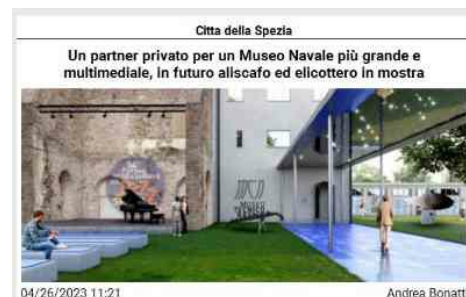 Citta della Spezia
Un partner privato per un Museo Navale più grande e
multimediale, in futuro aliscafo ed elicottero in mostra
04/26/2023 11:21
Andrea Bonatt